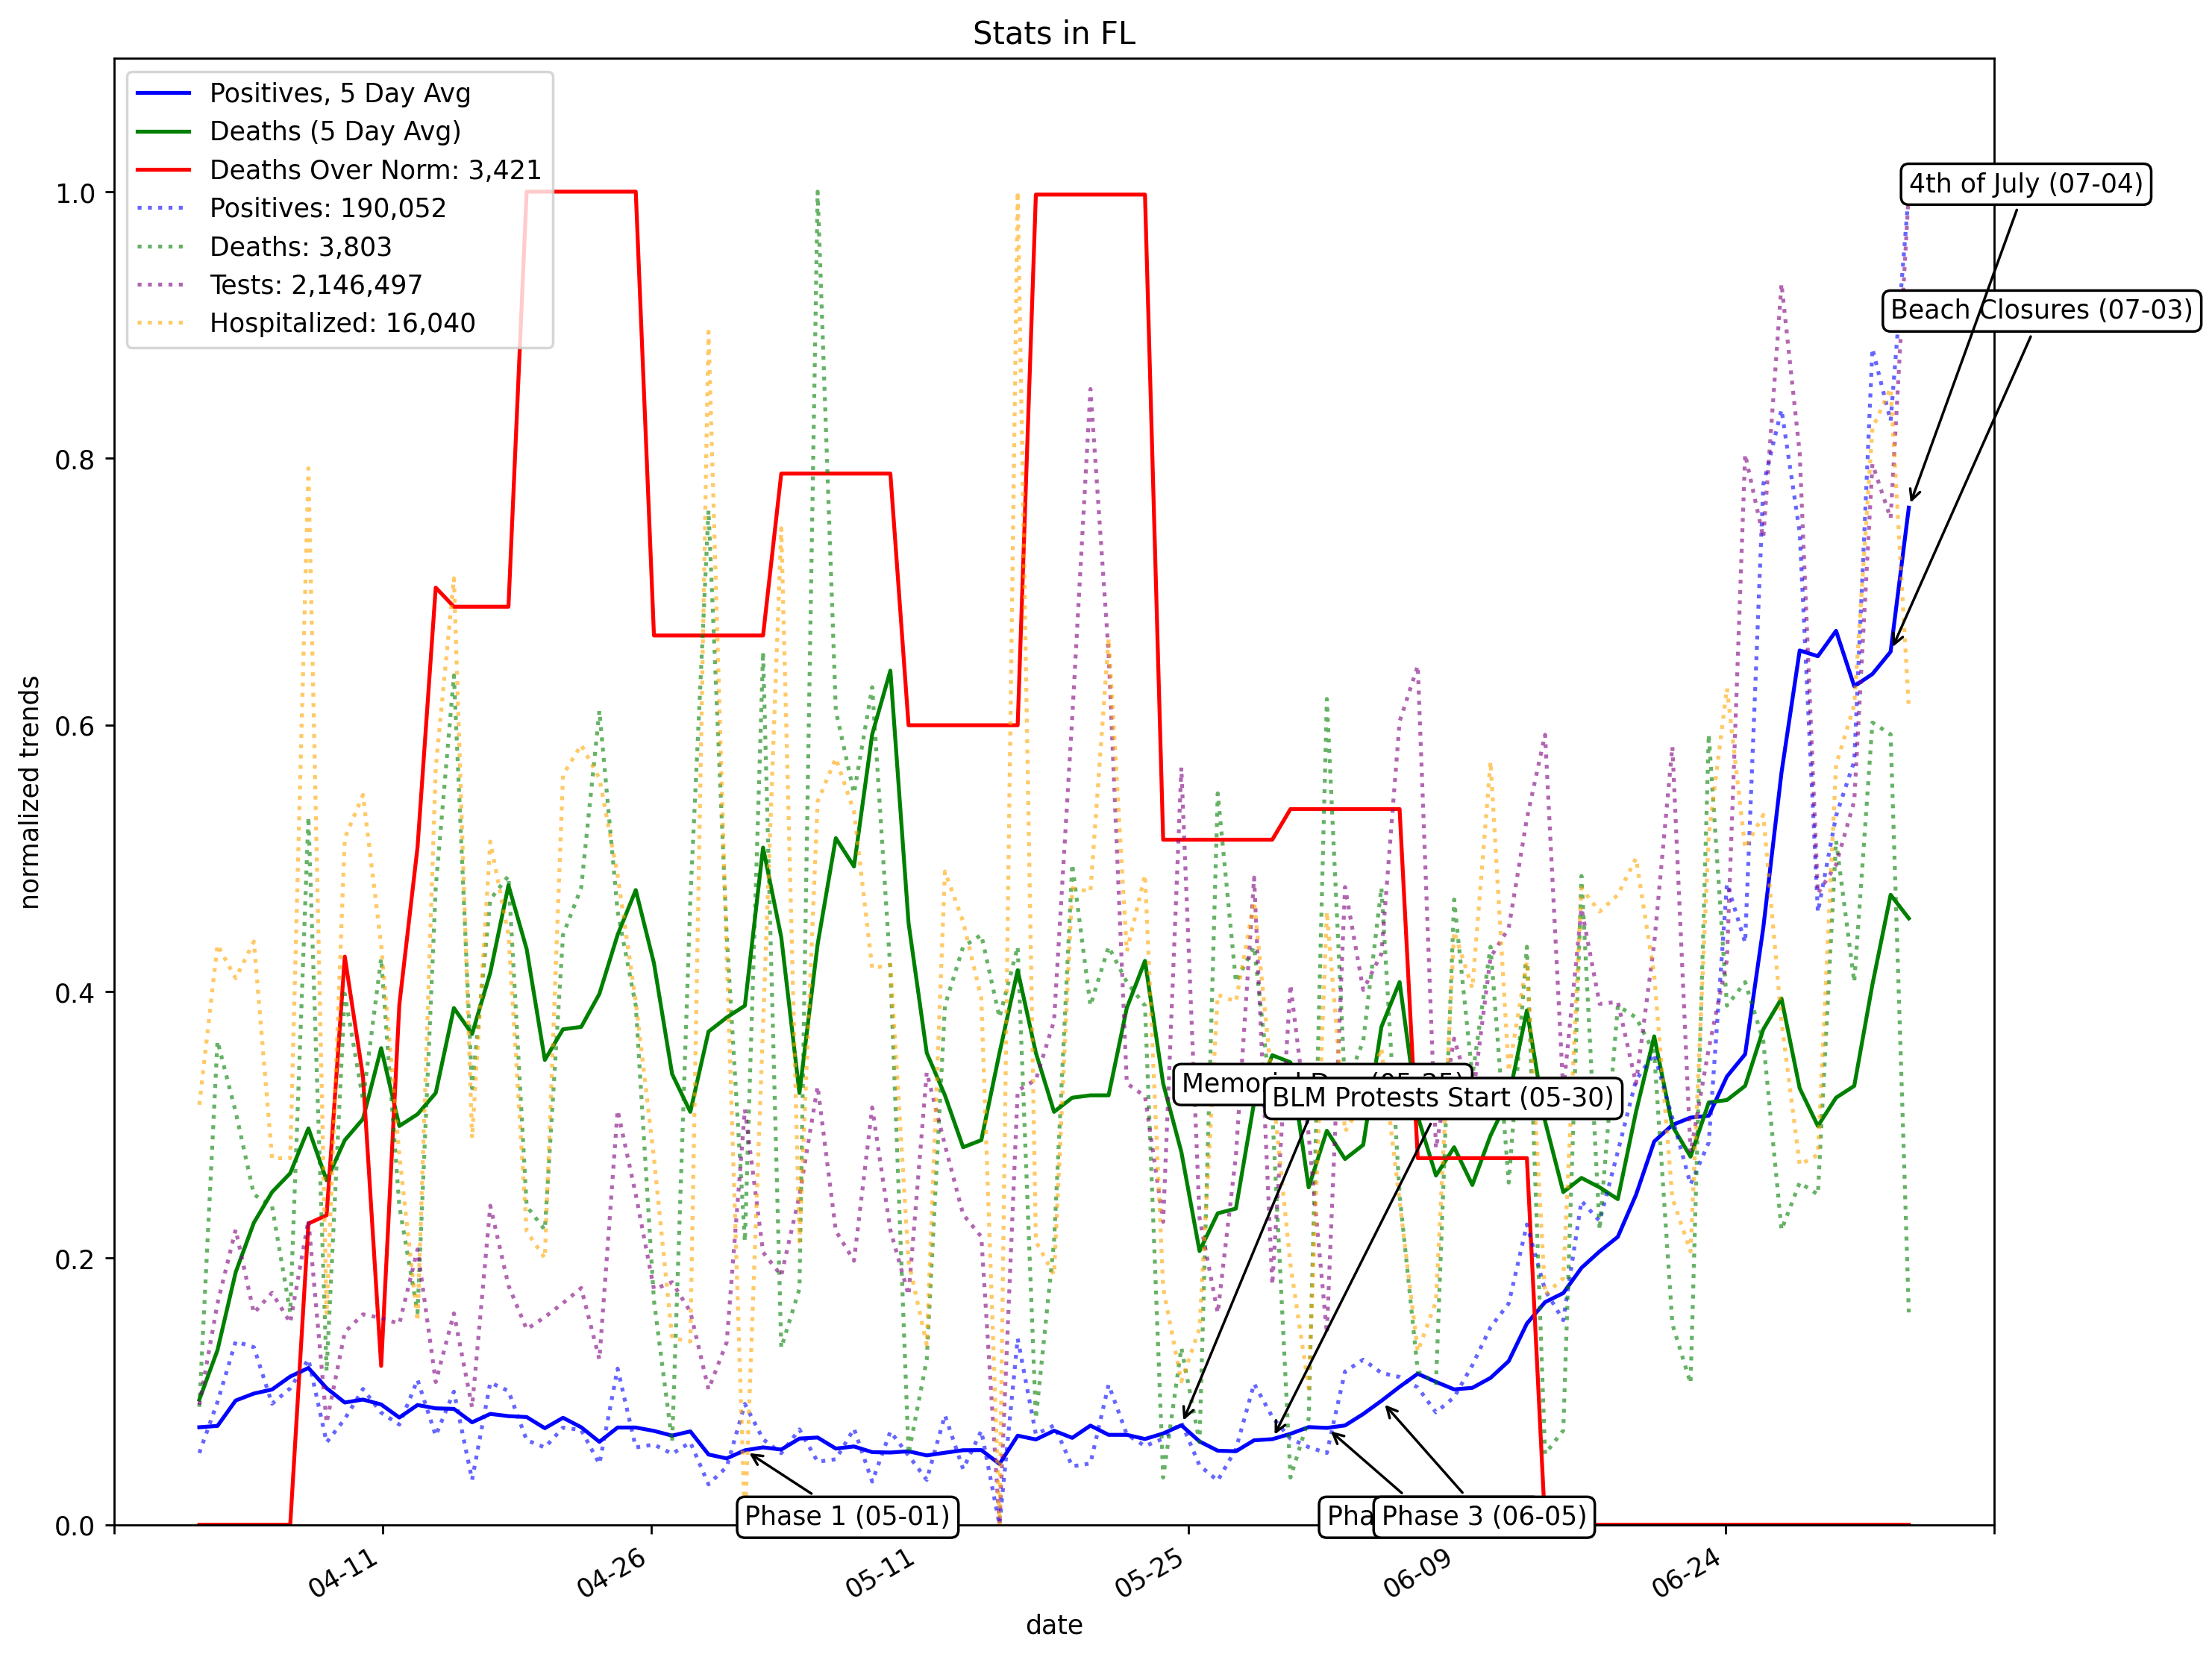 Stats in FL
Positives, 5 Day Avg
Deaths (5 Day Avg)
Deaths Over Norm: 3,421
Positives: 190,052
Deaths: 3,803
Tests: 2,146,497
Hospitalized: 16,040
4th of July (07-04)
Beach Closures (07-03)
BLM Protests Start (05-30)
Phase 1 (05-01)
Phase 3 (06-05)
normalized trends
1.0
0.8
0.6
0.4
0.2
0.0
04-11
04-26
05-11
05-25
06-09
06-24
date